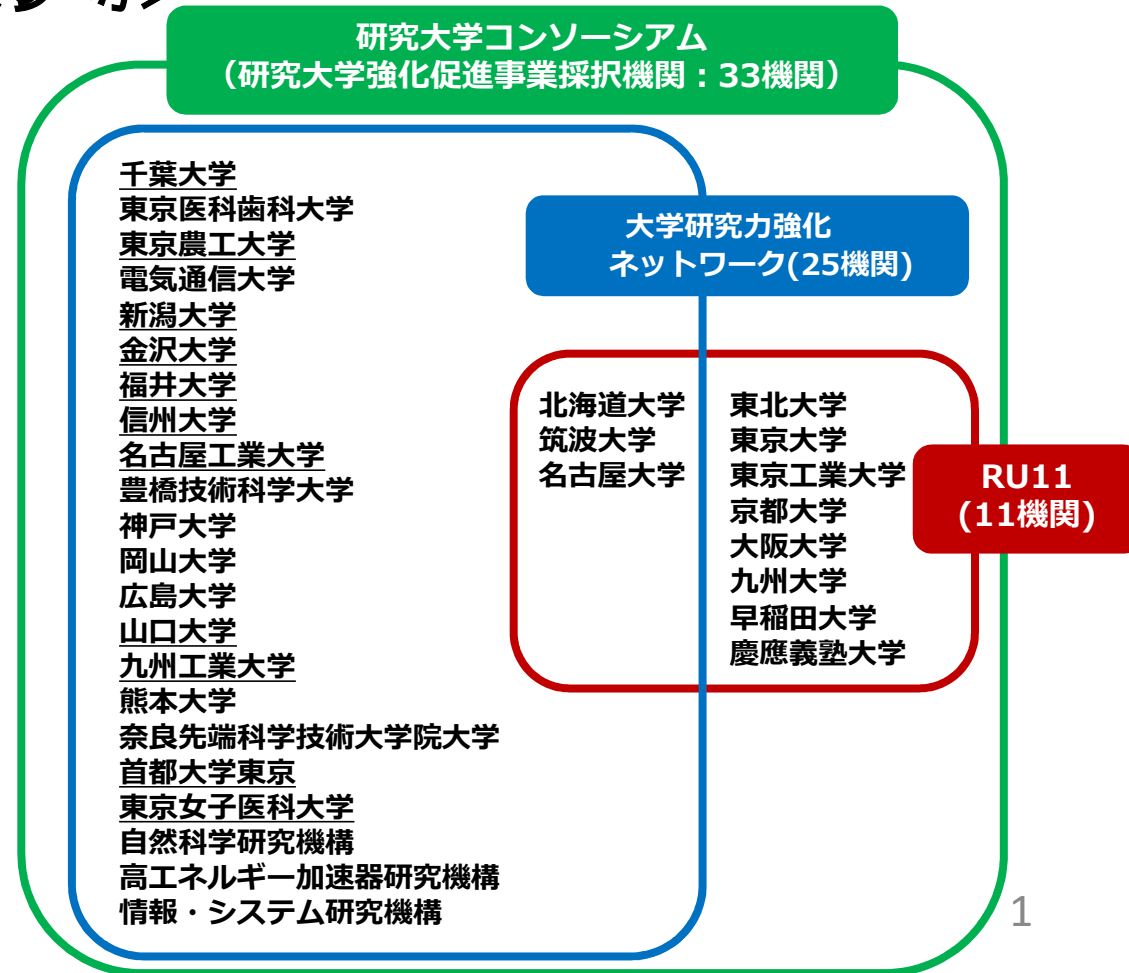 研究大学コンソーシアム
（研究大学強化促進事業採択機関：33機関）
千葉大学
東京医科歯科大学
東京農工大学
電気通信大学
新潟大学
金沢大学
福井大学
信州大学
名古屋工業大学
豊橋技術科学大学
神戸大学
岡山大学
広島大学
山口大学
九州工業大学
熊本大学
奈良先端科学技術大学院大学
首都大学東京
東京女子医科大学
自然科学研究機構
高エネルギー加速器研究機構
情報・システム研究機構
大学研究力強化
ネットワーク(25機関)
北海道大学
筑波大学
名古屋大学
東北大学
東京大学
東京工業大学
京都大学
大阪大学
九州大学
早稲田大学
慶應義塾大学
RU11
(11機関)
1